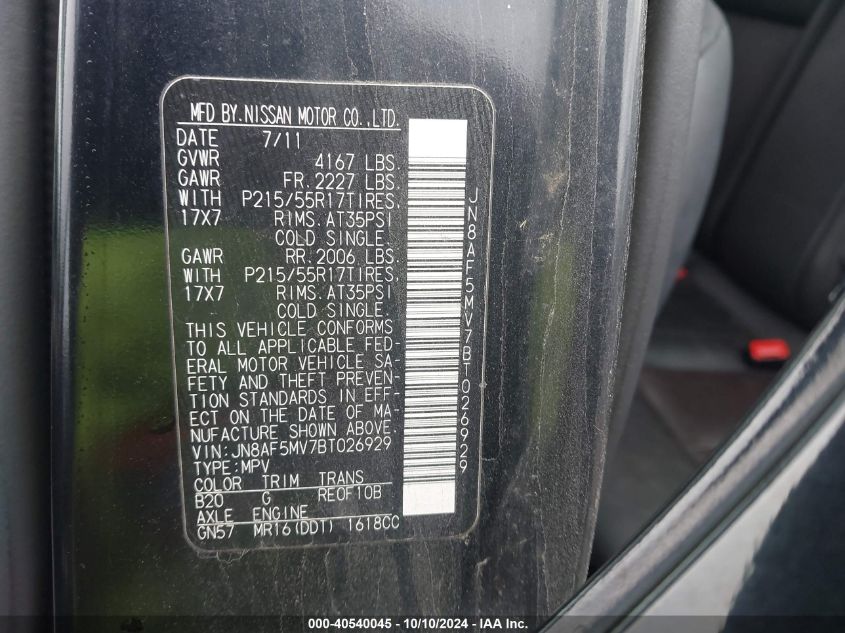 MFD BY.NISSAN MOTOR CO.,LTD.
DATE 7/11
GVWR 4167 LBS.
GAWR FR. 2227 LBS.
WITH P215/55R17TIRES,
17X7 RIMS. AT35PSI
COLD SINGLE.
GAWR RR. 2006 LBS.
WITH P215/55R17TIRES,
17X7 RIMS. AT35PSI
COLD SINGLE.
THIS VEHICLE CONFORMS
TO ALL APPLICABLE FED-
ERAL MOTOR VEHICLE SA-
FETY AND THEFT PREVEN-
TION STANDARDS IN EFF-
ECT ON THE DATE OF MA-
NUFACTURE SHOWN ABOVE.
VIN:JN8AF5MV7BT026929
TYPE:MPV
COLOR TRIM TRANS
B20 G RE0F10B
AXLE ENGINE
GN57 MR16(DDT) 1618CC
JN8AF5MV7BT026929
000-40540045 - 10/10/2024 - IAA, Inc.